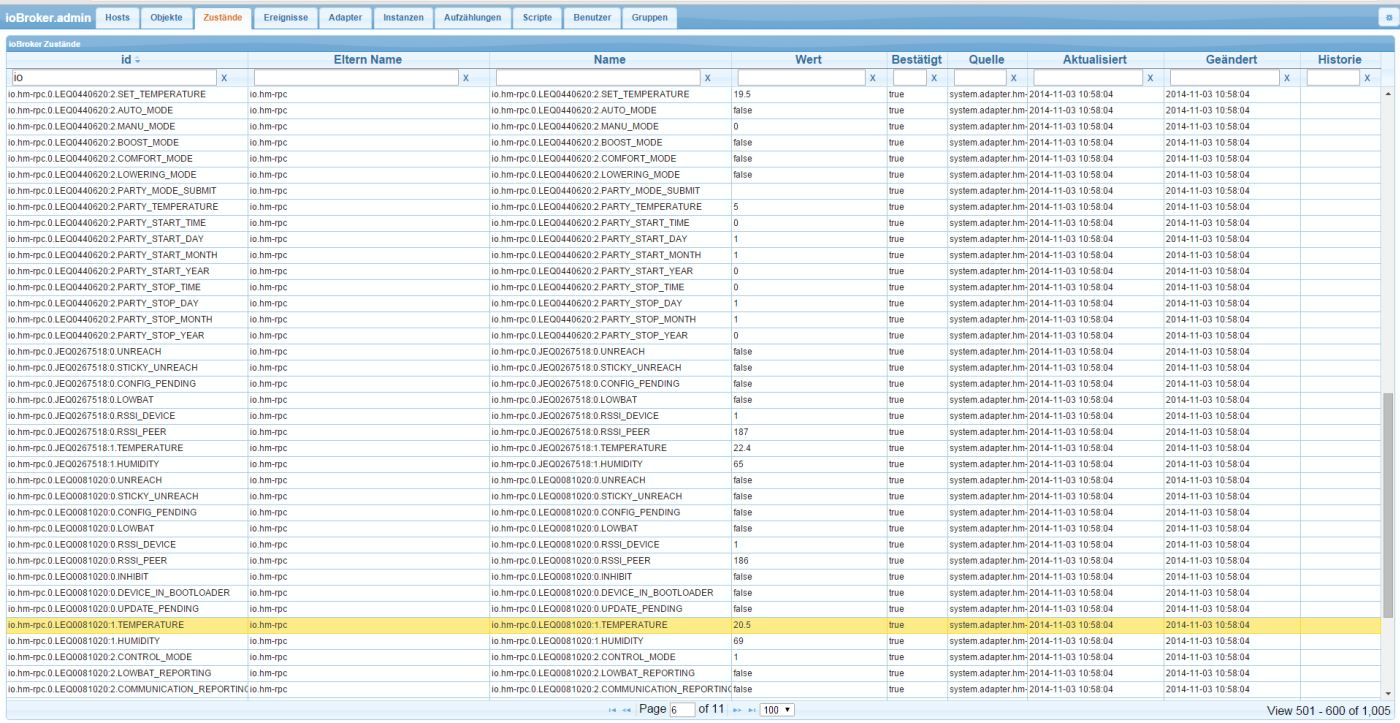 ioBroker.admin Hosts Objekte Zustände Ereignisse Adapter Instanzen Aufzählungen Scripte Benutzer Gruppen
ioBroker Zustände
id Eltern Name Name Wert Bestätigt Quelle Aktualisiert Geändert Historie
io x x x x x x x x x
io.hm-rpc.0.LEQ0440620:2.SET_TEMPERATURE io.hm-rpc io.hm-rpc.0.LEQ0440620:2.SET_TEMPERATURE 19.5 true system.adapter.hm- 2014-11-03 10:58:04 2014-11-03 10:58:04
io.hm-rpc.0.LEQ0440620:2.AUTO_MODE io.hm-rpc io.hm-rpc.0.LEQ0440620:2.AUTO_MODE false true system.adapter.hm- 2014-11-03 10:58:04 2014-11-03 10:58:04
io.hm-rpc.0.LEQ0440620:2.MANU_MODE io.hm-rpc io.hm-rpc.0.LEQ0440620:2.MANU_MODE 0 true system.adapter.hm- 2014-11-03 10:58:04 2014-11-03 10:58:04
io.hm-rpc.0.LEQ0440620:2.BOOST_MODE io.hm-rpc io.hm-rpc.0.LEQ0440620:2.BOOST_MODE false true system.adapter.hm- 2014-11-03 10:58:04 2014-11-03 10:58:04
io.hm-rpc.0.LEQ0440620:2.COMFORT_MODE io.hm-rpc io.hm-rpc.0.LEQ0440620:2.COMFORT_MODE false true system.adapter.hm- 2014-11-03 10:58:04 2014-11-03 10:58:04
io.hm-rpc.0.LEQ0440620:2.LOWERING_MODE io.hm-rpc io.hm-rpc.0.LEQ0440620:2.LOWERING_MODE false true system.adapter.hm- 2014-11-03 10:58:04 2014-11-03 10:58:04
io.hm-rpc.0.LEQ0440620:2.PARTY_MODE_SUBMIT io.hm-rpc io.hm-rpc.0.LEQ0440620:2.PARTY_MODE_SUBMIT true system.adapter.hm- 2014-11-03 10:58:04 2014-11-03 10:58:04
io.hm-rpc.0.LEQ0440620:2.PARTY_TEMPERATURE io.hm-rpc io.hm-rpc.0.LEQ0440620:2.PARTY_TEMPERATURE 5 true system.adapter.hm- 2014-11-03 10:58:04 2014-11-03 10:58:04
io.hm-rpc.0.LEQ0440620:2.PARTY_START_TIME io.hm-rpc io.hm-rpc.0.LEQ0440620:2.PARTY_START_TIME 0 true system.adapter.hm- 2014-11-03 10:58:04 2014-11-03 10:58:04
io.hm-rpc.0.LEQ0440620:2.PARTY_START_DAY io.hm-rpc io.hm-rpc.0.LEQ0440620:2.PARTY_START_DAY 1 true system.adapter.hm- 2014-11-03 10:58:04 2014-11-03 10:58:04
io.hm-rpc.0.LEQ0440620:2.PARTY_START_MONTH io.hm-rpc io.hm-rpc.0.LEQ0440620:2.PARTY_START_MONTH 1 true system.adapter.hm- 2014-11-03 10:58:04 2014-11-03 10:58:04
io.hm-rpc.0.LEQ0440620:2.PARTY_START_YEAR io.hm-rpc io.hm-rpc.0.LEQ0440620:2.PARTY_START_YEAR 0 true system.adapter.hm- 2014-11-03 10:58:04 2014-11-03 10:58:04
io.hm-rpc.0.LEQ0440620:2.PARTY_STOP_TIME io.hm-rpc io.hm-rpc.0.LEQ0440620:2.PARTY_STOP_TIME 0 true system.adapter.hm- 2014-11-03 10:58:04 2014-11-03 10:58:04
io.hm-rpc.0.LEQ0440620:2.PARTY_STOP_DAY io.hm-rpc io.hm-rpc.0.LEQ0440620:2.PARTY_STOP_DAY 1 true system.adapter.hm- 2014-11-03 10:58:04 2014-11-03 10:58:04
io.hm-rpc.0.LEQ0440620:2.PARTY_STOP_MONTH io.hm-rpc io.hm-rpc.0.LEQ0440620:2.PARTY_STOP_MONTH 1 true system.adapter.hm- 2014-11-03 10:58:04 2014-11-03 10:58:04
io.hm-rpc.0.LEQ0440620:2.PARTY_STOP_YEAR io.hm-rpc io.hm-rpc.0.LEQ0440620:2.PARTY_STOP_YEAR 0 true system.adapter.hm- 2014-11-03 10:58:04 2014-11-03 10:58:04
io.hm-rpc.0.JEQ0267518:0.UNREACH io.hm-rpc io.hm-rpc.0.JEQ0267518:0.UNREACH false true system.adapter.hm- 2014-11-03 10:58:04 2014-11-03 10:58:04
io.hm-rpc.0.JEQ0267518:0.STICKY_UNREACH io.hm-rpc io.hm-rpc.0.JEQ0267518:0.STICKY_UNREACH false true system.adapter.hm- 2014-11-03 10:58:04 2014-11-03 10:58:04
io.hm-rpc.0.JEQ0267518:0.CONFIG_PENDING io.hm-rpc io.hm-rpc.0.JEQ0267518:0.CONFIG_PENDING false true system.adapter.hm- 2014-11-03 10:58:04 2014-11-03 10:58:04
io.hm-rpc.0.JEQ0267518:0.LOWBAT io.hm-rpc io.hm-rpc.0.JEQ0267518:0.LOWBAT false true system.adapter.hm- 2014-11-03 10:58:04 2014-11-03 10:58:04
io.hm-rpc.0.JEQ0267518:0.RSSI_DEVICE io.hm-rpc io.hm-rpc.0.JEQ0267518:0.RSSI_DEVICE 1 true system.adapter.hm- 2014-11-03 10:58:04 2014-11-03 10:58:04
io.hm-rpc.0.JEQ0267518:0.RSSI_PEER io.hm-rpc io.hm-rpc.0.JEQ0267518:0.RSSI_PEER 187 true system.adapter.hm- 2014-11-03 10:58:04 2014-11-03 10:58:04
io.hm-rpc.0.JEQ0267518:1.TEMPERATURE io.hm-rpc io.hm-rpc.0.JEQ0267518:1.TEMPERATURE 22.4 true system.adapter.hm- 2014-11-03 10:58:04 2014-11-03 10:58:04
io.hm-rpc.0.JEQ0267518:1.HUMIDITY io.hm-rpc io.hm-rpc.0.JEQ0267518:1.HUMIDITY 65 true system.adapter.hm- 2014-11-03 10:58:04 2014-11-03 10:58:04
io.hm-rpc.0.LEQ0081020:0.UNREACH io.hm-rpc io.hm-rpc.0.LEQ0081020:0.UNREACH false true system.adapter.hm- 2014-11-03 10:58:04 2014-11-03 10:58:04
io.hm-rpc.0.LEQ0081020:0.STICKY_UNREACH io.hm-rpc io.hm-rpc.0.LEQ0081020:0.STICKY_UNREACH false true system.adapter.hm- 2014-11-03 10:58:04 2014-11-03 10:58:04
io.hm-rpc.0.LEQ0081020:0.CONFIG_PENDING io.hm-rpc io.hm-rpc.0.LEQ0081020:0.CONFIG_PENDING false true system.adapter.hm- 2014-11-03 10:58:04 2014-11-03 10:58:04
io.hm-rpc.0.LEQ0081020:0.LOWBAT io.hm-rpc io.hm-rpc.0.LEQ0081020:0.LOWBAT false true system.adapter.hm- 2014-11-03 10:58:04 2014-11-03 10:58:04
io.hm-rpc.0.LEQ0081020:0.RSSI_DEVICE io.hm-rpc io.hm-rpc.0.LEQ0081020:0.RSSI_DEVICE 1 true system.adapter.hm- 2014-11-03 10:58:04 2014-11-03 10:58:04
io.hm-rpc.0.LEQ0081020:0.RSSI_PEER io.hm-rpc io.hm-rpc.0.LEQ0081020:0.RSSI_PEER 186 true system.adapter.hm- 2014-11-03 10:58:04 2014-11-03 10:58:04
io.hm-rpc.0.LEQ0081020:0.INHIBIT io.hm-rpc io.hm-rpc.0.LEQ0081020:0.INHIBIT false true system.adapter.hm- 2014-11-03 10:58:04 2014-11-03 10:58:04
io.hm-rpc.0.LEQ0081020:0.DEVICE_IN_BOOTLOADER io.hm-rpc io.hm-rpc.0.LEQ0081020:0.DEVICE_IN_BOOTLOADER false true system.adapter.hm- 2014-11-03 10:58:04 2014-11-03 10:58:04
io.hm-rpc.0.LEQ0081020:0.UPDATE_PENDING io.hm-rpc io.hm-rpc.0.LEQ0081020:0.UPDATE_PENDING false true system.adapter.hm- 2014-11-03 10:58:04 2014-11-03 10:58:04
io.hm-rpc.0.LEQ0081020:1.TEMPERATURE io.hm-rpc io.hm-rpc.0.LEQ0081020:1.TEMPERATURE 20.5 true system.adapter.hm- 2014-11-03 10:58:04 2014-11-03 10:58:04
io.hm-rpc.0.LEQ0081020:1.HUMIDITY io.hm-rpc io.hm-rpc.0.LEQ0081020:1.HUMIDITY 69 true system.adapter.hm- 2014-11-03 10:58:04 2014-11-03 10:58:04
io.hm-rpc.0.LEQ0081020:2.CONTROL_MODE io.hm-rpc io.hm-rpc.0.LEQ0081020:2.CONTROL_MODE 1 true system.adapter.hm- 2014-11-03 10:58:04 2014-11-03 10:58:04
io.hm-rpc.0.LEQ0081020:2.LOWBAT_REPORTING io.hm-rpc io.hm-rpc.0.LEQ0081020:2.LOWBAT_REPORTING false true system.adapter.hm- 2014-11-03 10:58:04 2014-11-03 10:58:04
io.hm-rpc.0.LEQ0081020:2.COMMUNICATION_REPORTING io.hm-rpc io.hm-rpc.0.LEQ0081020:2.COMMUNICATION_REPORTING false true system.adapter.hm- 2014-11-03 10:58:04 2014-11-03 10:58:04
Page 6 of 11 100 View 501 - 600 of 1,005